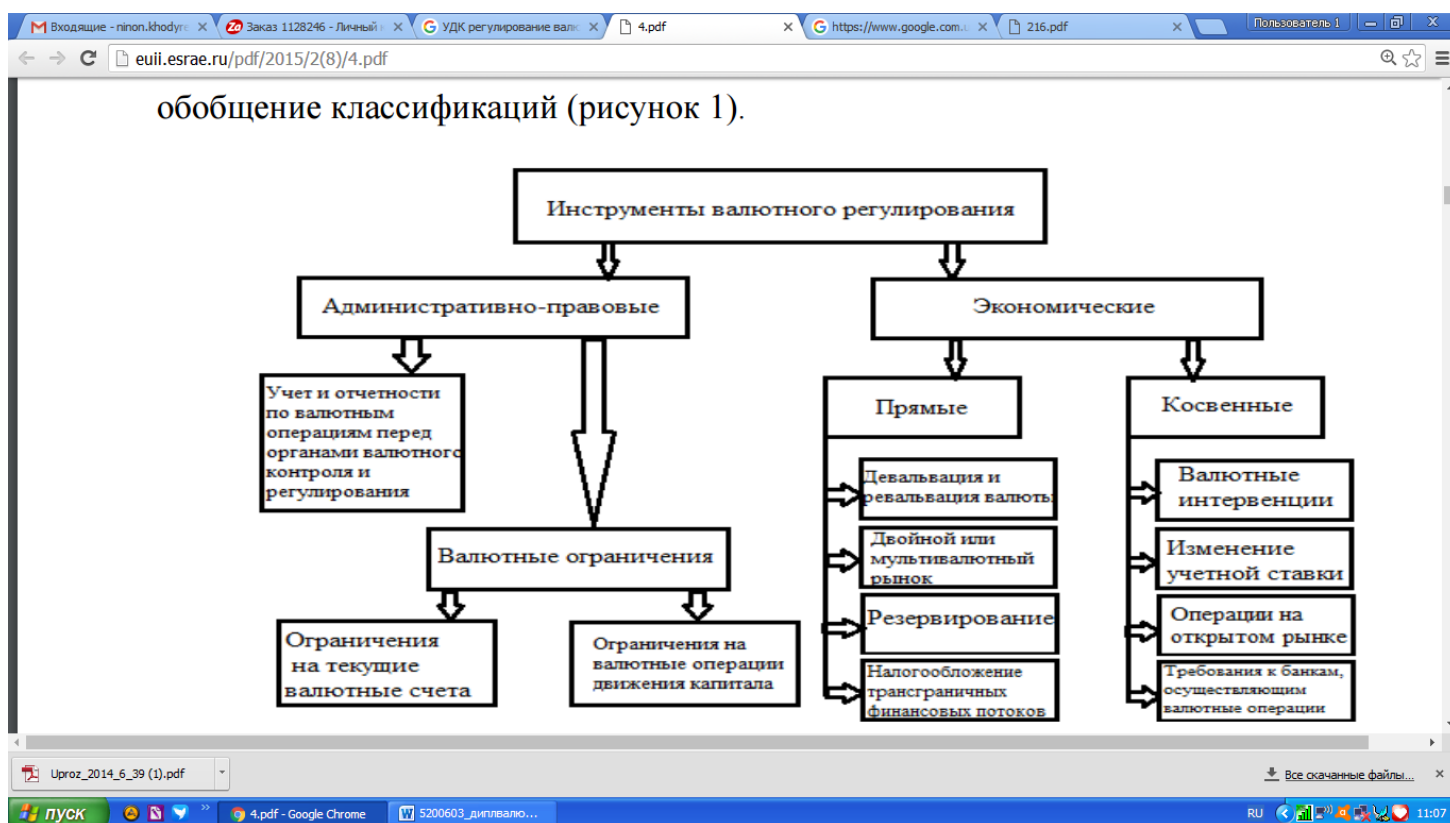 Входящие - ninon.khodyre
Заказ 1128246 - Личный к
УДК регулирование валю
4.pdf
https://www.google.com.u
216.pdf
Пользователь 1
euii.esrae.ru/pdf/2015/2(8)/4.pdf
обобщение классификаций (рисунок 1).
Инструменты валютного регулирования
Административно-правовые
Экономические
Учет и отчетности
по валютным
операциям перед
органами валютного
контроля и
регулирования
Прямые
Косвенные
Девальвация и
ревальвация валюты
Валютные
интервенции
Валютные ограничения
Двойной или
мультивалютный
рынок
Изменение
учетной ставки
Ограничения
на текущие
валютные счета
Ограничения на
валютные операции
движения капитала
Резервирование
Операции на
открытом рынке
Налогообложение
трансграничных
финансовых потоков
Требования к банкам,
осуществляющим
валютные операции
Uproz_2014_6_39 (1).pdf
Все скачанные файлы...
пуск
4.pdf - Google Chrome
5200603_диплвалю...
RU
11:07